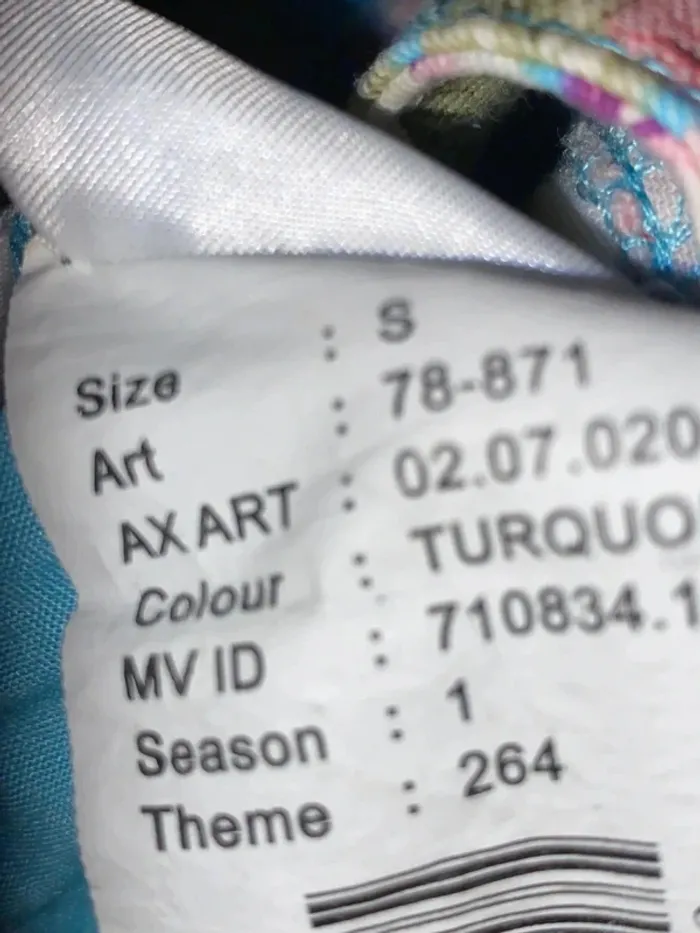 Size : S
Art : 78-871
AX ART : 02.07.020
Colour : TURQUO
MV ID : 710834.1
Season : 1
Theme : 264